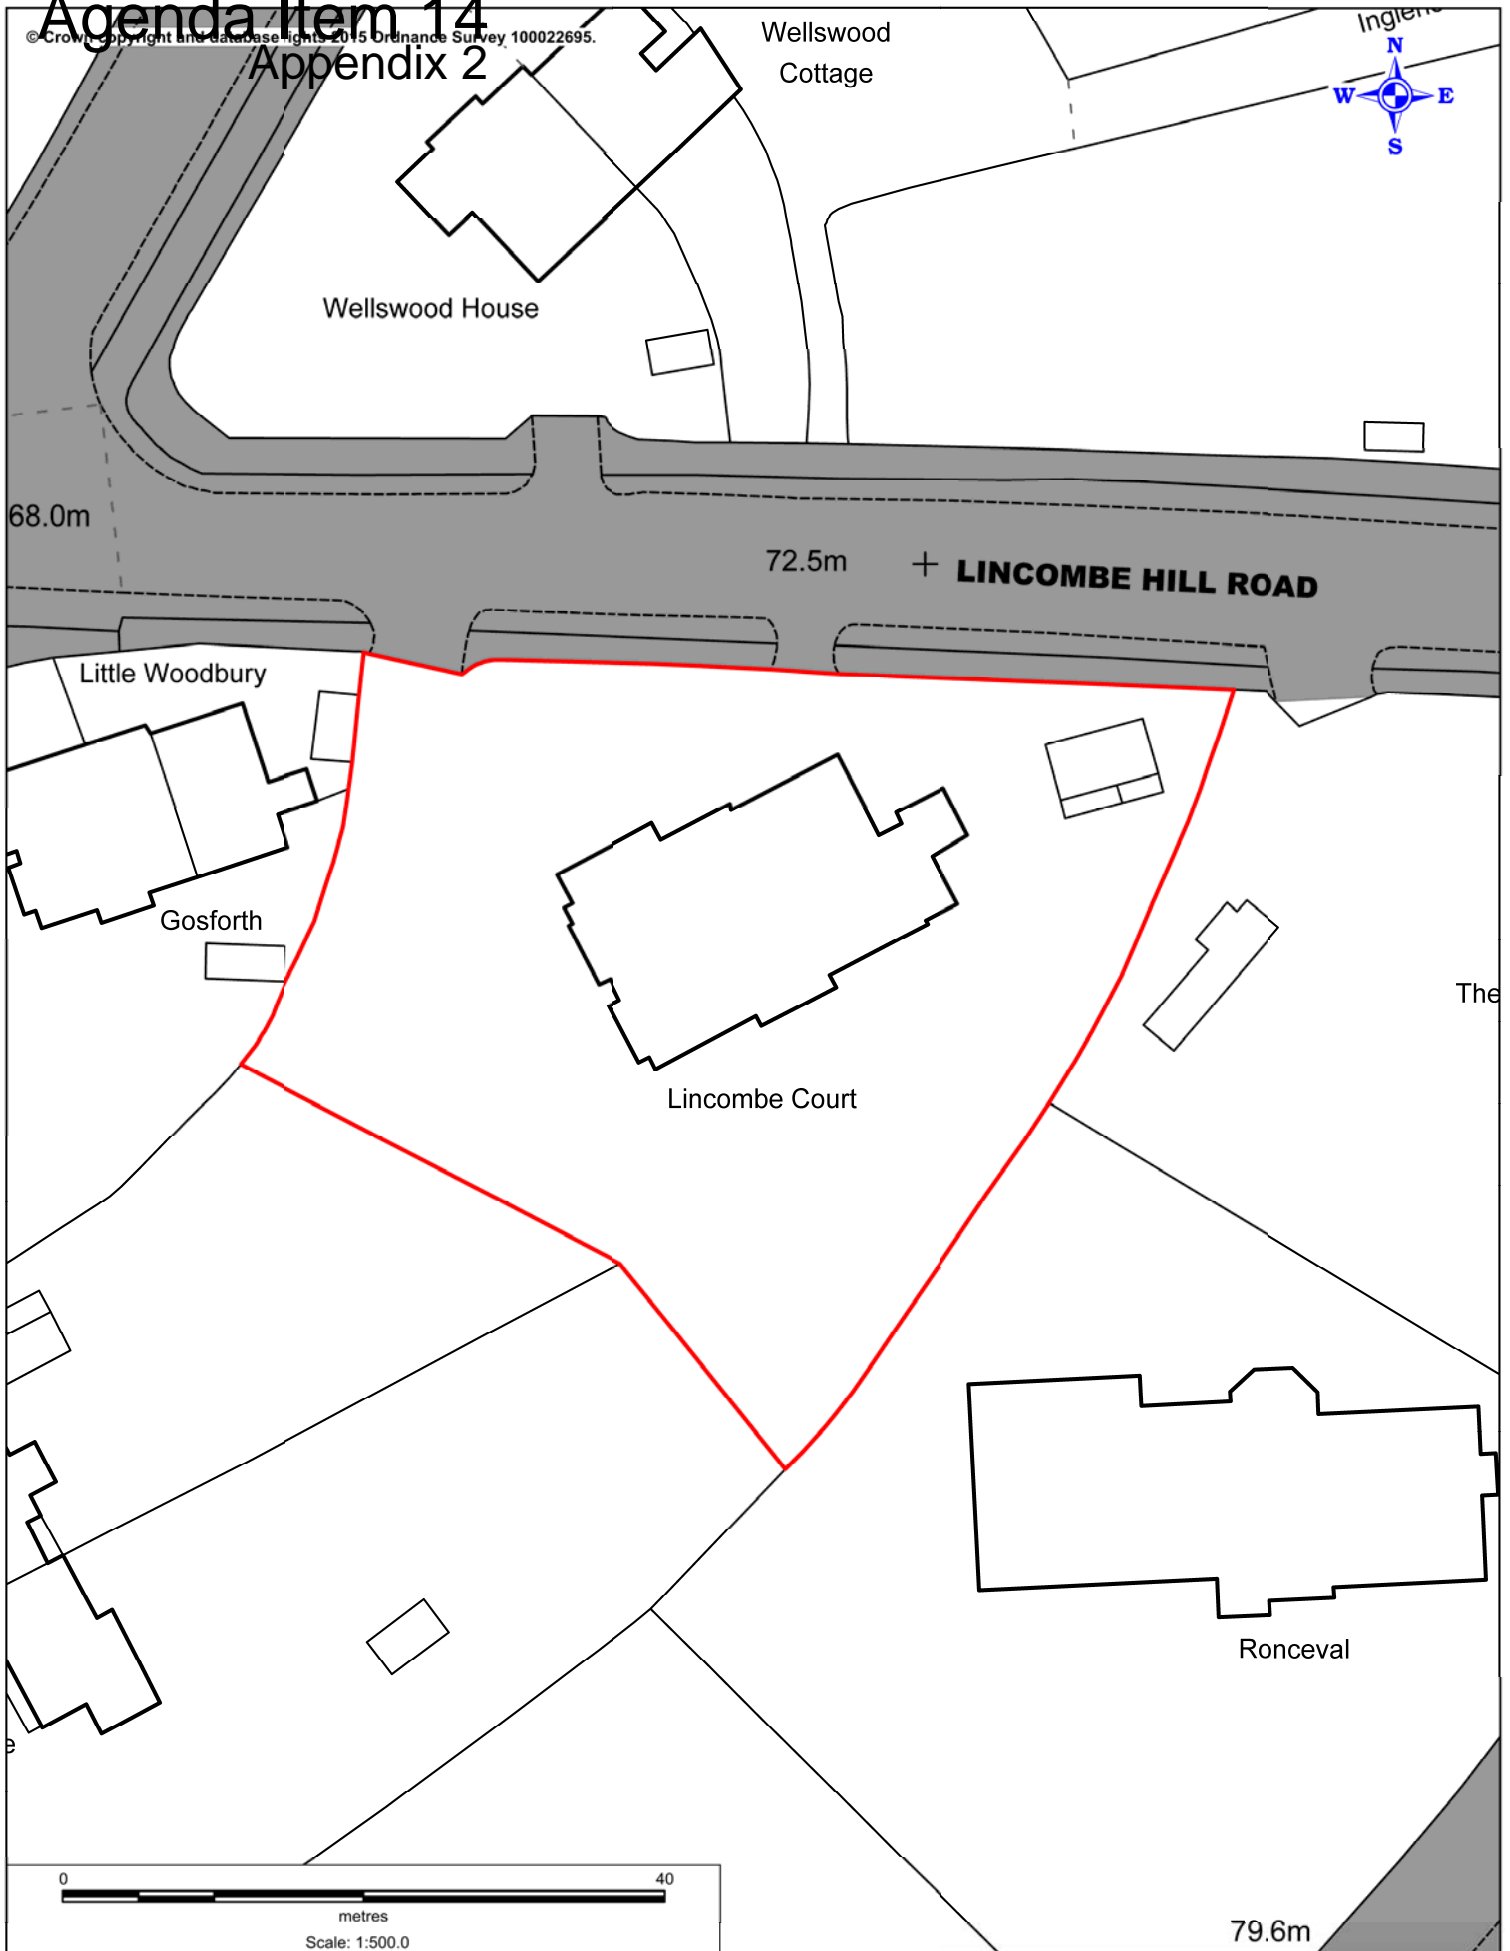 Agenda Item 14
© Crown copyright and database rights 2015 Ordnance Survey 100022695.
Appendix 2
Wellswood
Cottage
N
W E
S
Wellswood House
68.0m
72.5m
LINCOMBE HILL ROAD
Little Woodbury
Gosforth
The
Lincombe Court
Ronceval
e
0 40
metres
Scale: 1:500.0
79.6m